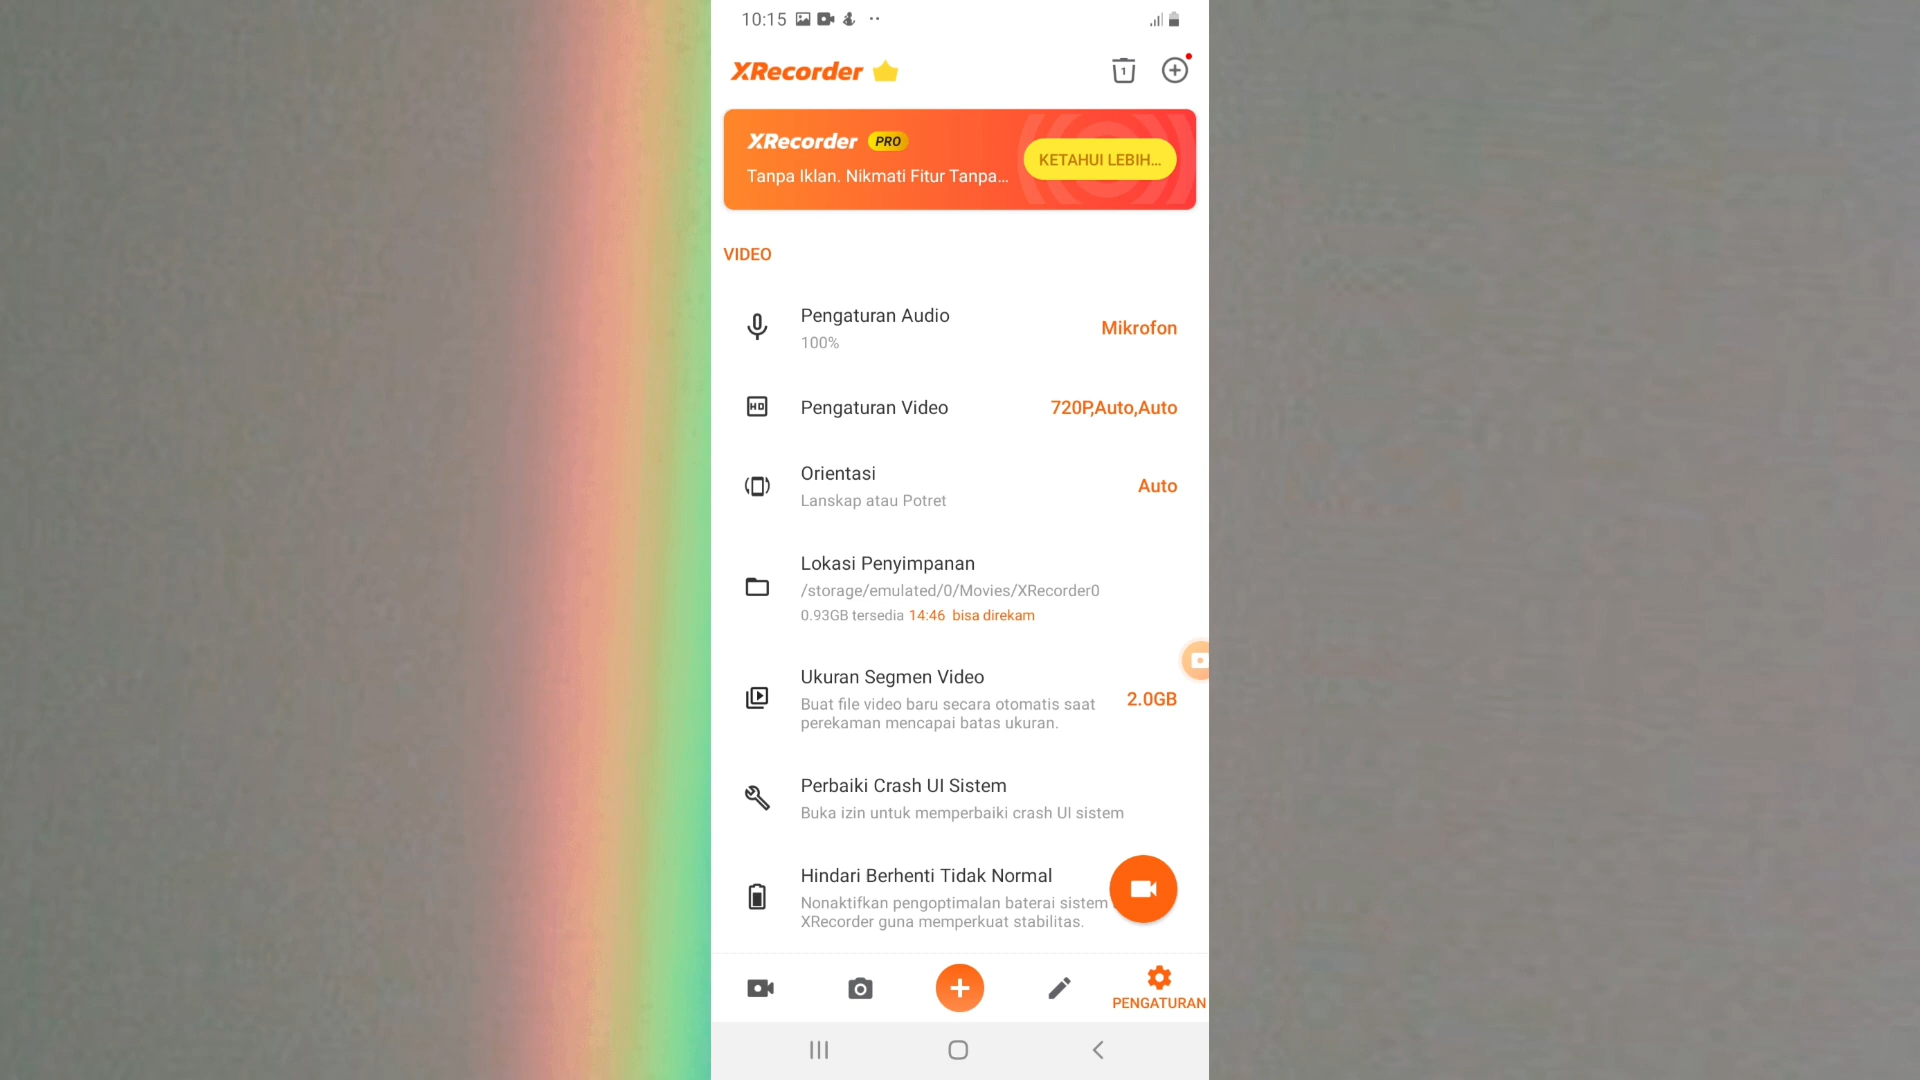 10:15
XRecorder
1
XRecorder PRO
Tanpa Iklan. Nikmati Fitur Tanpa...
KETAHUI LEBIH...
VIDEO
Pengaturan Audio
100%
Mikrofon
HD
Pengaturan Video
720P,Auto,Auto
Orientasi
Lanskap atau Potret
Auto
Lokasi Penyimpanan
/storage/emulated/0/Movies/XRecorder0
0.93GB tersedia 14:46 bisa direkam
Ukuran Segmen Video
Buat file video baru secara otomatis saat
perekaman mencapai batas ukuran.
2.0GB
Perbaiki Crash UI Sistem
Buka izin untuk memperbaiki crash UI sistem
Hindari Berhenti Tidak Normal
Nonaktifkan pengoptimalan baterai sistem
XRecorder guna memperkuat stabilitas.
PENGATURAN